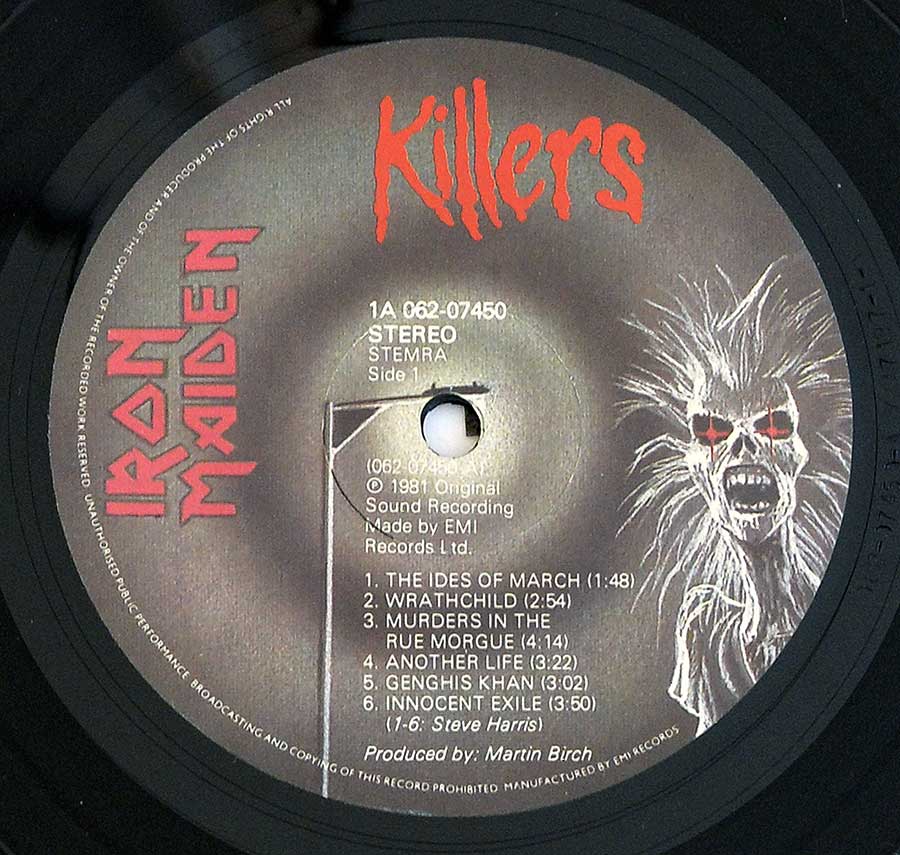 Killers
IRON
MAIDEN
1A 062-07450
STEREO
STEMRA
Side 1
(062-07450 A)
℗ 1981 Original
Sound Recording
Made by EMI
Records Ltd.
1. THE IDES OF MARCH (1:48)
2. WRATHCHILD (2:54)
3. MURDERS IN THE
RUE MORGUE (4:14)
4. ANOTHER LIFE (3:22)
5. GENGHIS KHAN (3:02)
6. INNOCENT EXILE (3:50)
(1-6: Steve Harris)
Produced by: Martin Birch
ALL RIGHTS OF THE PRODUCER AND OF THE OWNER OF THE RECORDED WORK RESERVED UNAUTHORISED PUBLIC PERFORMANCE BROADCASTING AND COPYING OF THIS RECORD PROHIBITED MANUFACTURED BY EMI RECORDS